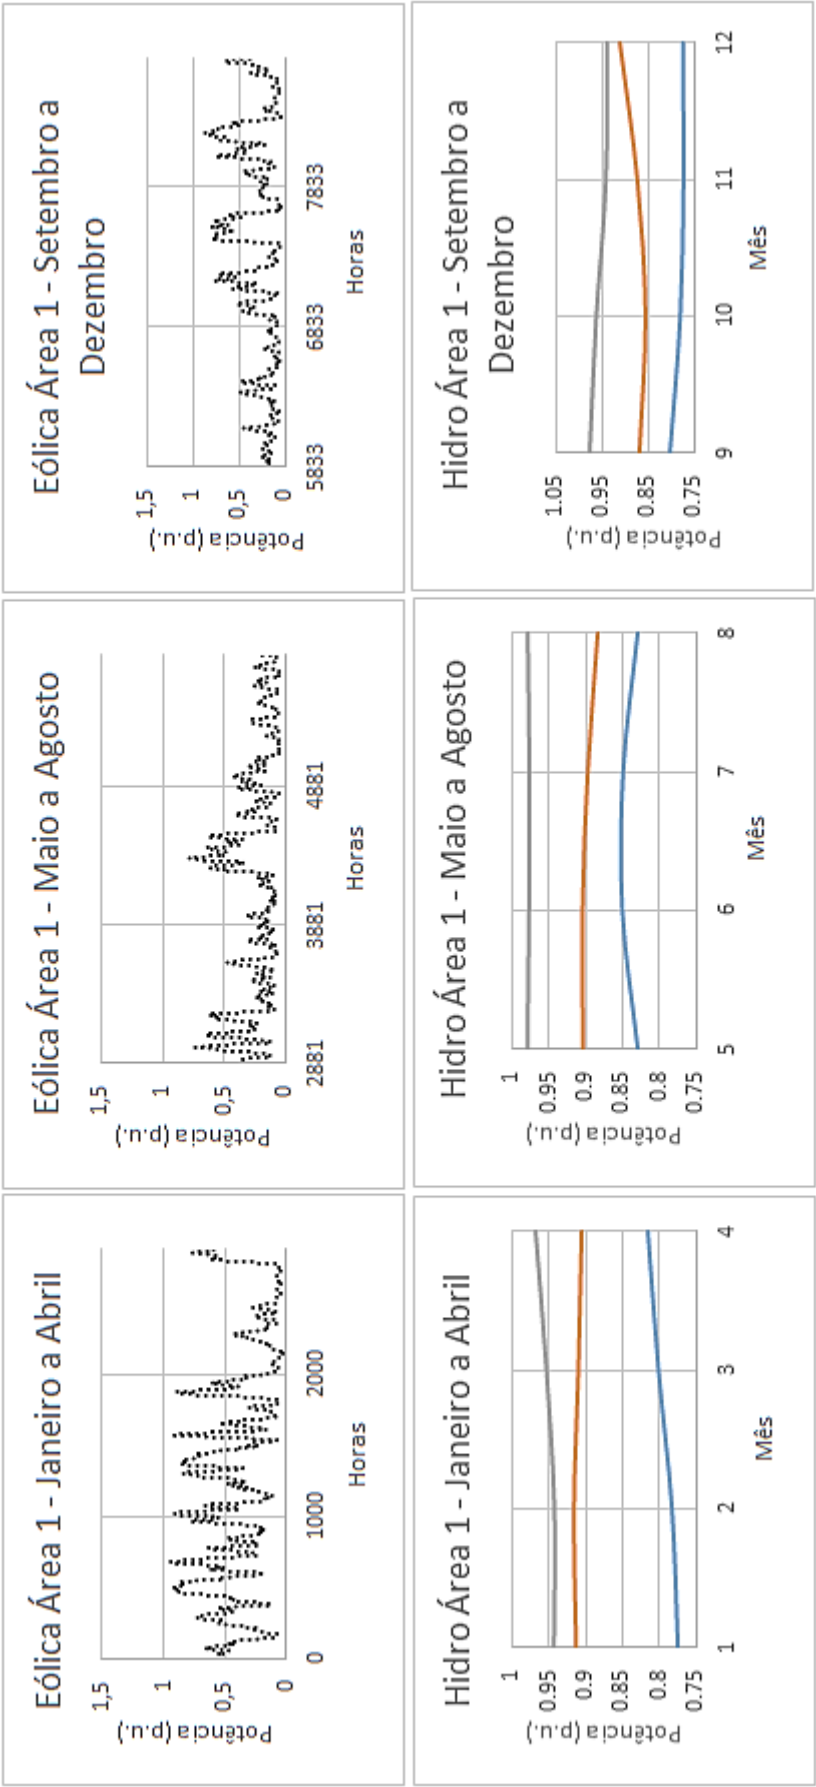 Eólica Área 1 - Janeiro a Abril
Potência (p.u.)
1,5
1
0,5
0
0
1000
2000
Horas
Eólica Área 1 - Maio a Agosto
Potência (p.u.)
1,5
1
0,5
0
2881
3881
4881
Horas
Eólica Área 1 - Setembro a
Dezembro
Potência (p.u.)
1,5
1
0,5
0
5833
6833
7833
Horas
Hidro Área 1 - Janeiro a Abril
Potência (p.u.)
1
0.95
0.9
0.85
0.8
0.75
1
2
3
4
Mês
Hidro Área 1 - Maio a Agosto
Potência (p.u.)
1
0.95
0.9
0.85
0.8
0.75
5
6
7
8
Mês
Hidro Área 1 - Setembro a
Dezembro
Potência (p.u.)
1.05
0.95
0.85
0.75
9
10
11
12
Mês